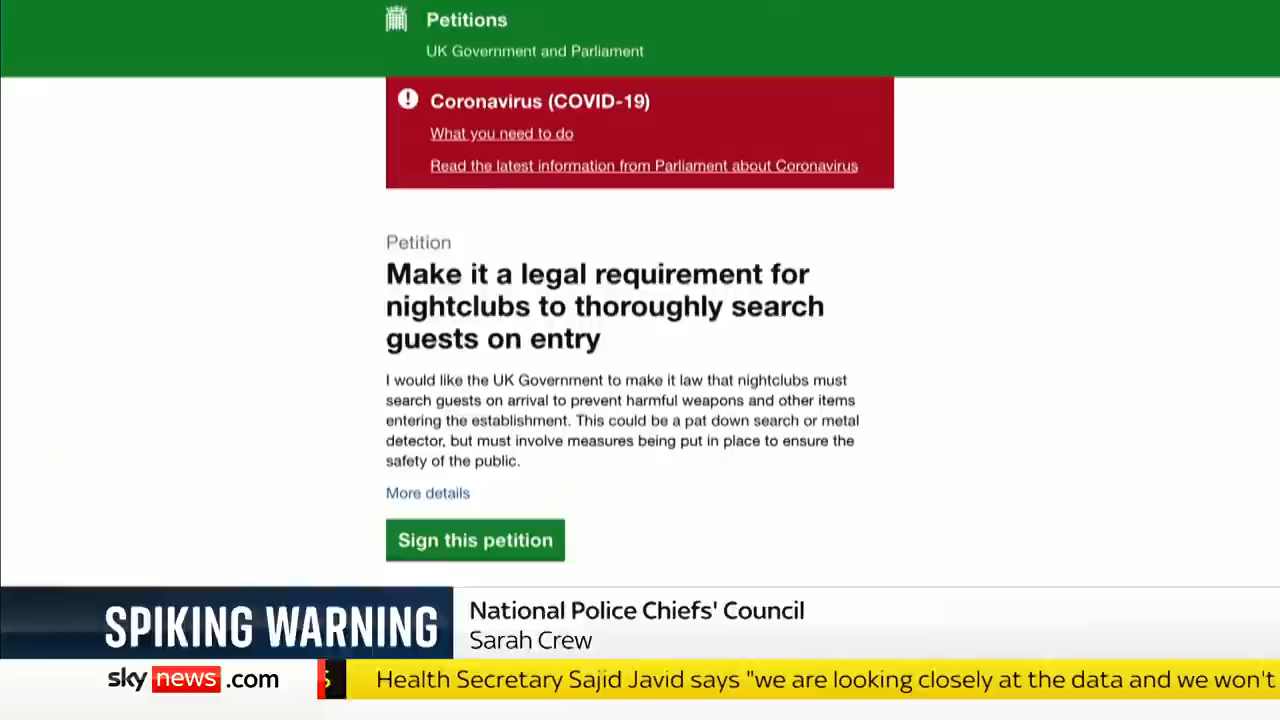 Petitions
UK Government and Parliament
Coronavirus (COVID-19)
What you need to do
Read the latest information from Parliament about Coronavirus
Petition
Make it a legal requirement for
nightclubs to thoroughly search
guests on entry
I would like the UK Government to make it law that nightclubs must
search guests on arrival to prevent harmful weapons and other items
entering the establishment. This could be a pat down search or metal
detector, but must involve measures being put in place to ensure the
safety of the public.
More details
Sign this petition
SPIKING WARNING
National Police Chiefs' Council
Sarah Crew
sky news .com
Health Secretary Sajid Javid says "we are looking closely at the data and we won't